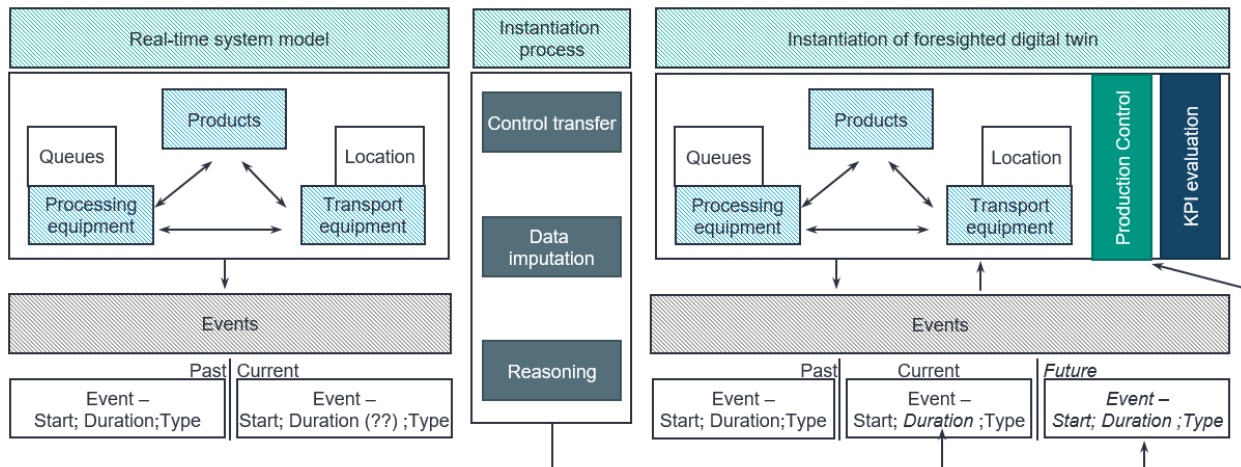 Real-time system model
Products
Queues
Location
Processing
equipment
Transport
equipment
Events
Past
Current
Event –
Start; Duration;Type
Event –
Start; Duration (??) ;Type
Instantiation
process
Control transfer
Data
imputation
Reasoning
Instantiation of foresighted digital twin
Products
Queues
Location
Processing
equipment
Transport
equipment
Production Control
KPI evaluation
Events
Past
Current
Future
Event –
Start; Duration;Type
Event –
Start; Duration ;Type
Event –
Start; Duration ;Type